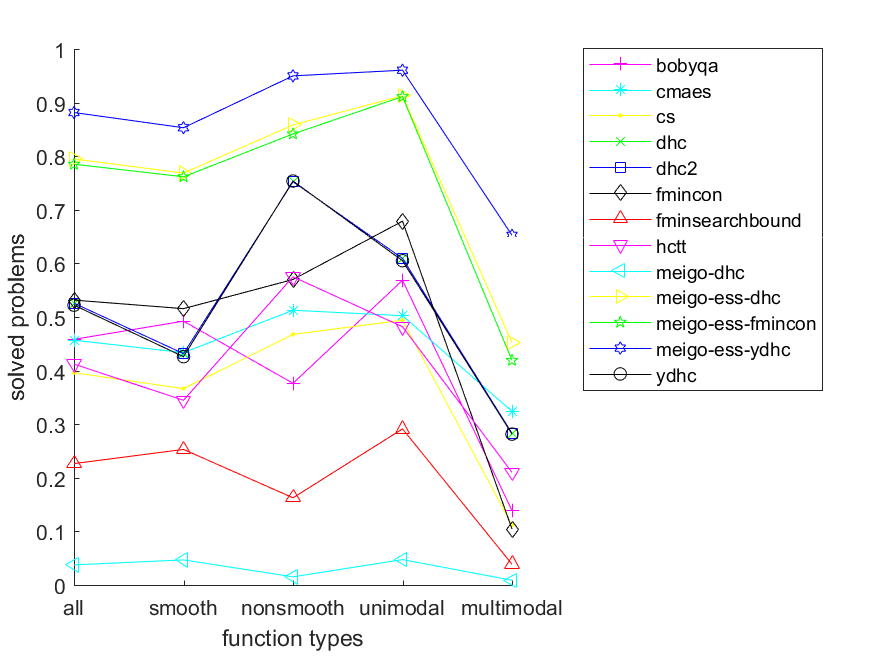 1
0.9
0.8
0.7
0.6
0.5
0.4
0.3
0.2
0.1
0
solved problems
all smooth nonsmooth unimodal multimodal
function types
bobyqa
cmaes
cs
dhc
dhc2
fmincon
fminsearchbound
hctt
meigo-dhc
meigo-ess-dhc
meigo-ess-fmincon
meigo-ess-ydhc
ydhc